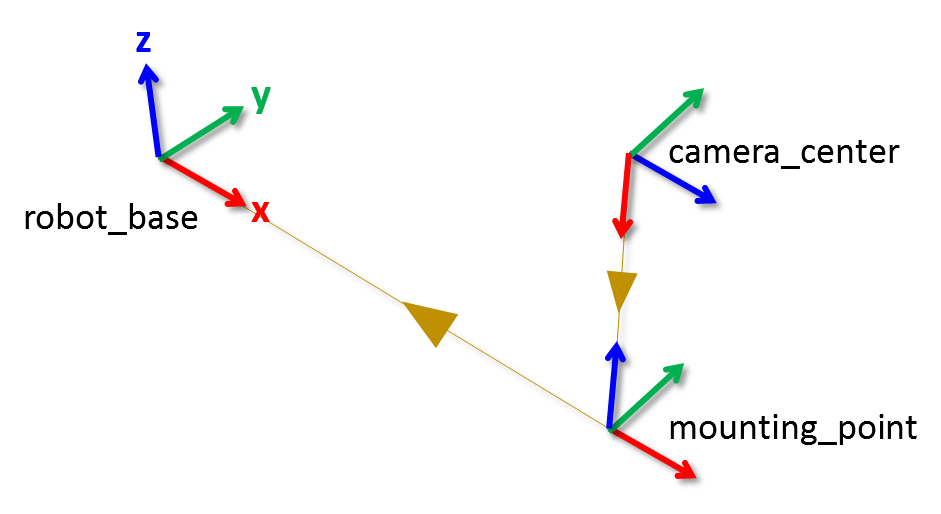 z
y
camera_center
x
robot_base
mounting_point